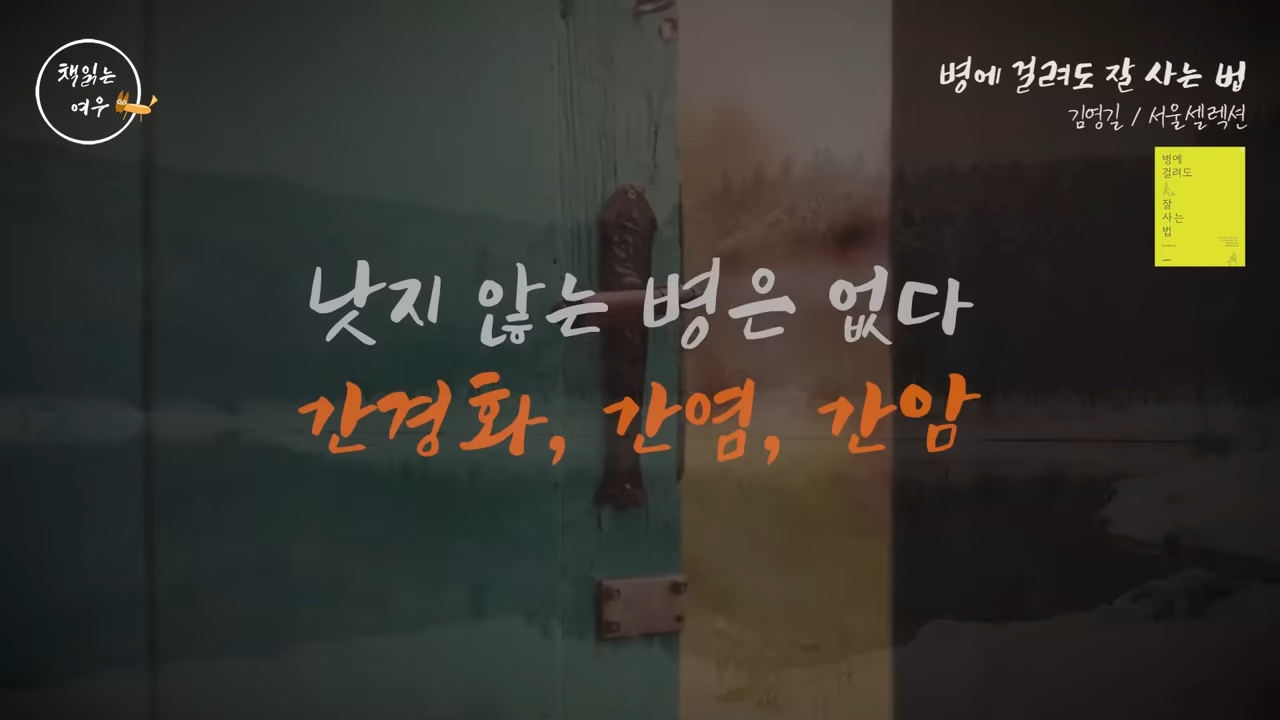 책읽는
여우
병에 걸려도 잘 사는 법
김영길 / 서울셀렉션
병에
걸려도
잘
사는
법
낫지 않는 병은 없다
간경화, 간염, 간암